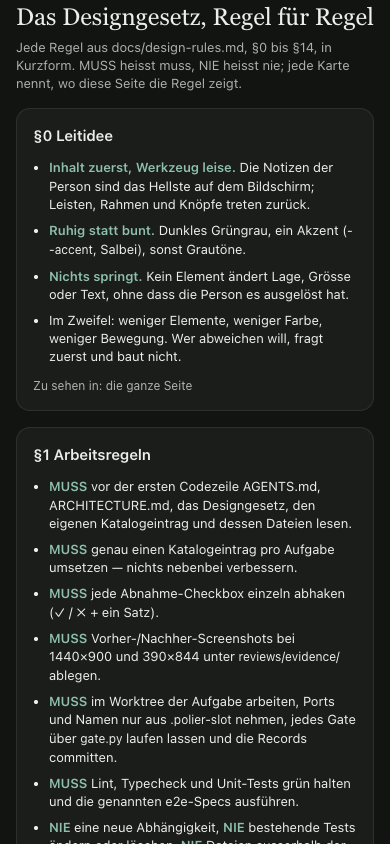 Das Designgesetz, Regel für Regel
Jede Regel aus docs/design-rules.md, §0 bis §14, in
Kurzform. MUSS heisst muss, NIE heisst nie; jede Karte
nennt, wo diese Seite die Regel zeigt.
§0 Leitidee
• Inhalt zuerst, Werkzeug leise. Die Notizen der
Person sind das Hellste auf dem Bildschirm;
Leisten, Rahmen und Knöpfe treten zurück.
• Ruhig statt bunt. Dunkles Grüngrau, ein Akzent (-
-accent, Salbei), sonst Grautöne.
• Nichts springt. Kein Element ändert Lage, Grösse
oder Text, ohne dass die Person es ausgelöst hat.
• Im Zweifel: weniger Elemente, weniger Farbe,
weniger Bewegung. Wer abweichen will, fragt
zuerst und baut nicht.
Zu sehen in: die ganze Seite
§1 Arbeitsregeln
• MUSS vor der ersten Codezeile AGENTS.md,
ARCHITECTURE.md, das Designgesetz, den
eigenen Katalogeintrag und dessen Dateien lesen.
• MUSS genau einen Katalogeintrag pro Aufgabe
umsetzen — nichts nebenbei verbessern.
• MUSS jede Abnahme-Checkbox einzeln abhaken
(✓ / ✕ + ein Satz).
• MUSS Vorher-/Nachher-Screenshots bei
1440×900 und 390×844 unter reviews/evidence/
ablegen.
• MUSS im Worktree der Aufgabe arbeiten, Ports
und Namen nur aus .polier-slot nehmen, jedes Gate
über gate.py laufen lassen und die Records
committen.
• MUSS Lint, Typecheck und Unit-Tests grün halten
und die genannten e2e-Specs ausführen.
• NIE eine neue Abhängigkeit, NIE bestehende Tests
ändern oder löschen, NIE Dateien ausserhalb der